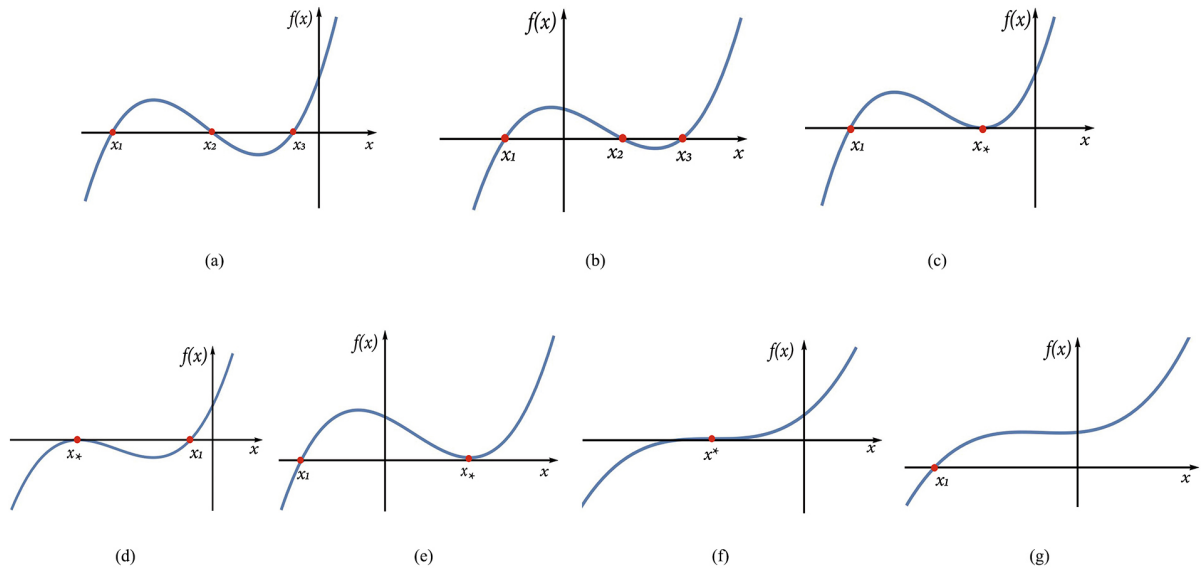 f(x)
x₁ x₂ x₃ x
(a)
f(x)
x₁ x₂ x₃ x
(b)
f(x)
x₁ x* x
(c)
f(x)
x* x₁ x
(d)
f(x)
x₁ x* x
(e)
f(x)
x* x
(f)
f(x)
x₁ x
(g)